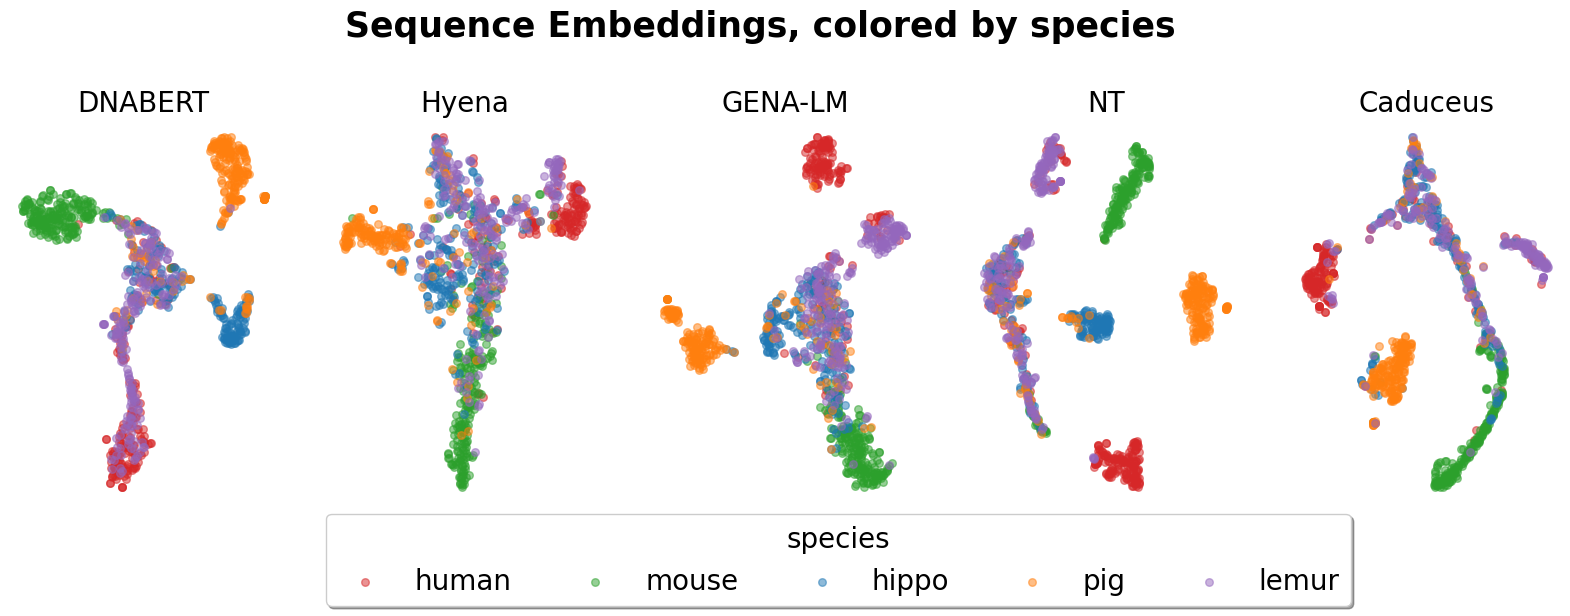 Sequence Embeddings, colored by species
DNABERT
Hyena
GENA-LM
NT
Caduceus
species
human mouse hippo pig lemur